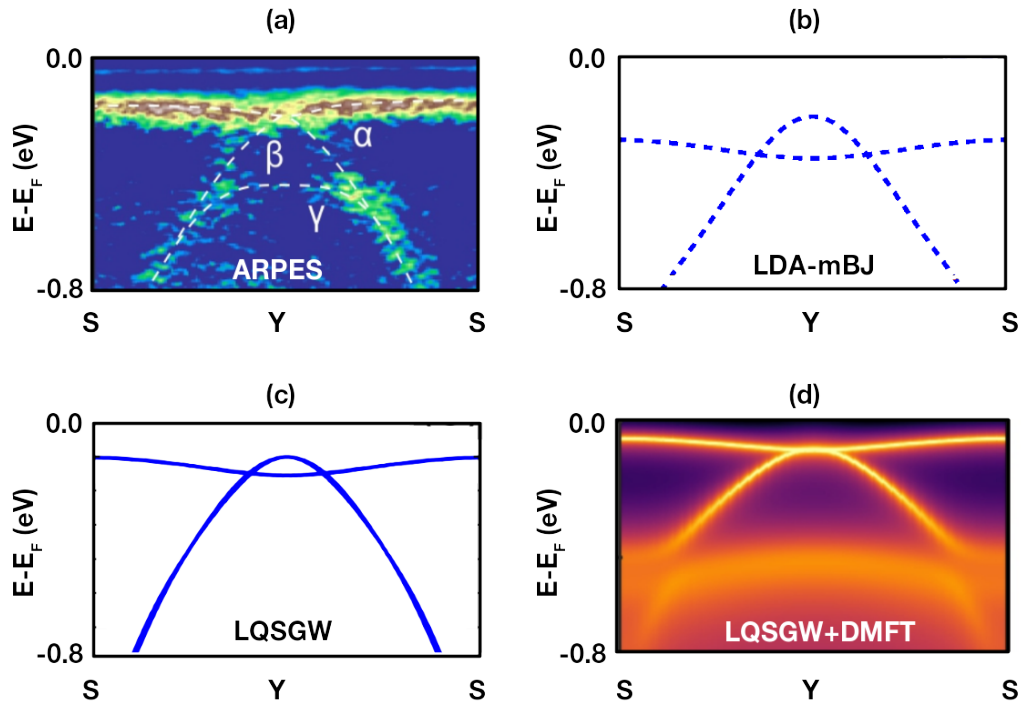 (a)
0.0
E-E_F (eV)
α
β
γ
ARPES
-0.8
S Y S
(b)
0.0
E-E_F (eV)
LDA-mBJ
-0.8
S Y S
(c)
0.0
E-E_F (eV)
LQSGW
-0.8
S Y S
(d)
0.0
E-E_F (eV)
LQSGW+DMFT
-0.8
S Y S